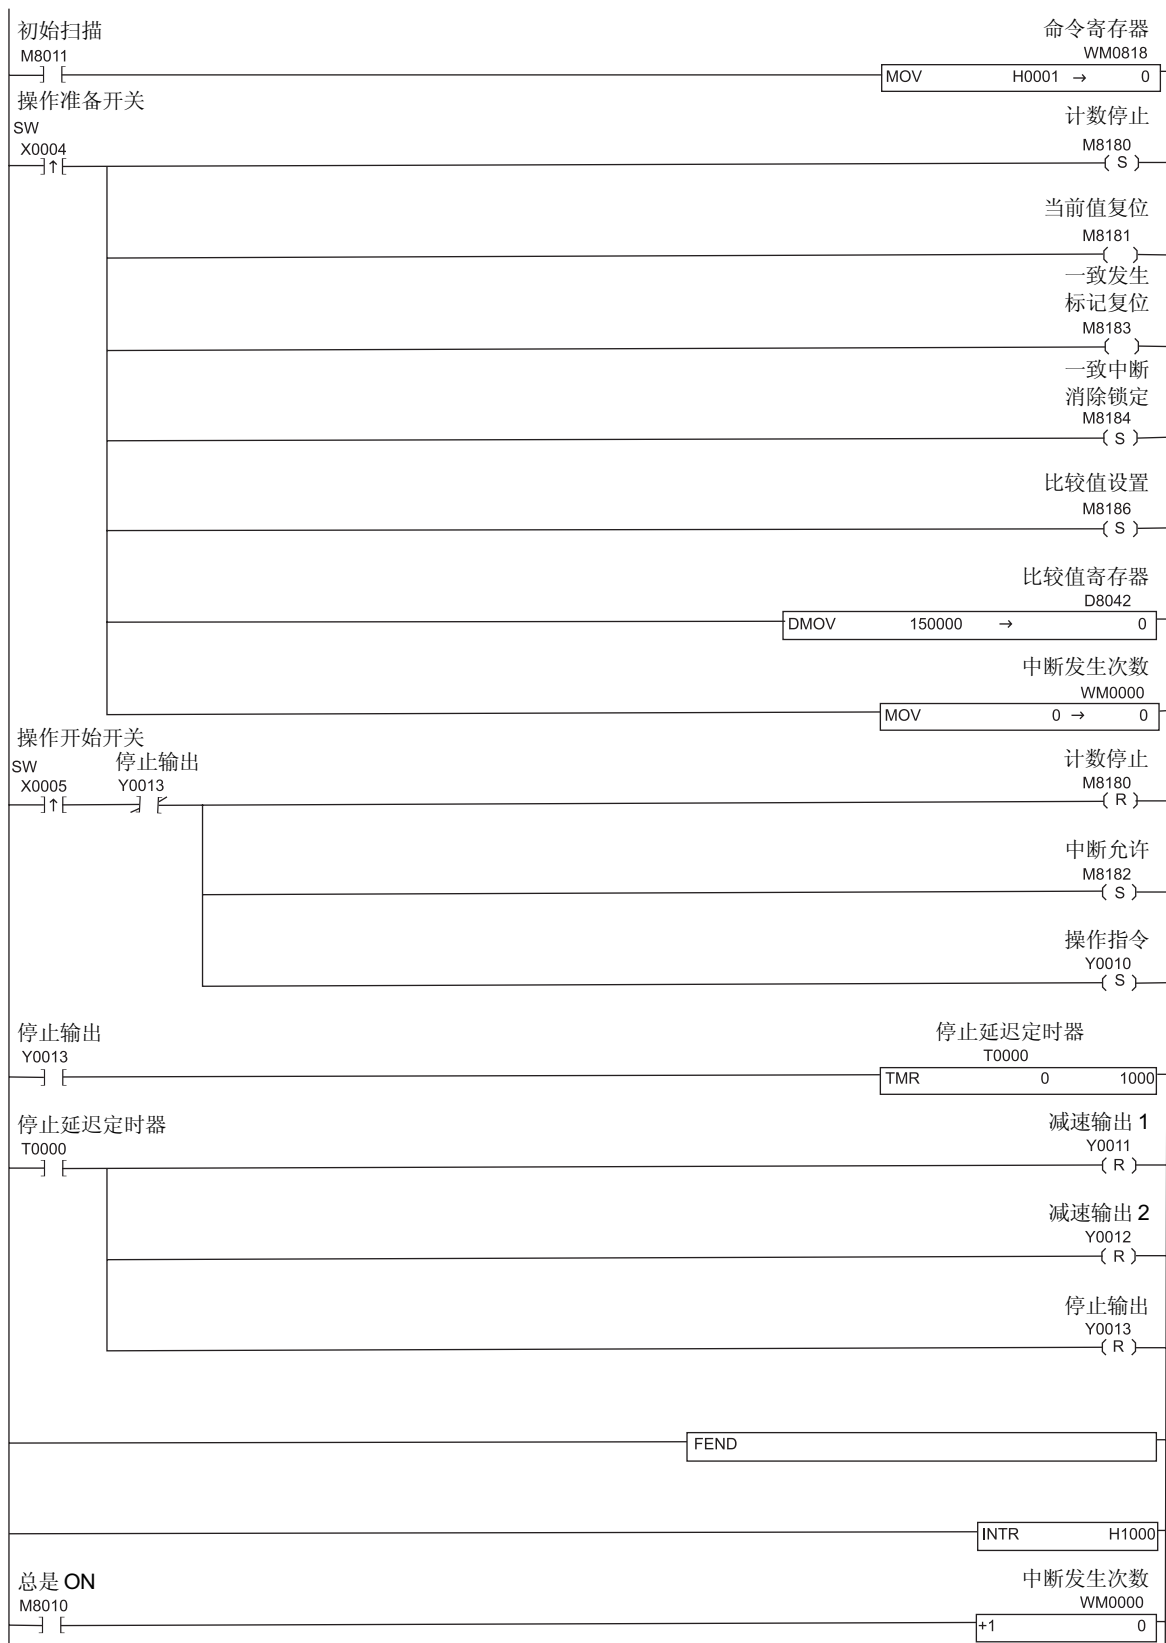 初始扫描
M8011
命令寄存器
WM0818
MOV H0001 → 0
操作准备开关
SW
X0004
↑
计数停止
M8180
S
当前值复位
M8181
一致发生
标记复位
M8183
一致中断
消除锁定
M8184
S
比较值设置
M8186
S
比较值寄存器
D8042
DMOV 150000 → 0
中断发生次数
WM0000
MOV 0 → 0
操作开始开关
SW
X0005
↑
停止输出
Y0013
计数停止
M8180
R
中断允许
M8182
S
操作指令
Y0010
S
停止输出
Y0013
停止延迟定时器
T0000
TMR 0 1000
停止延迟定时器
T0000
减速输出 1
Y0011
R
减速输出 2
Y0012
R
停止输出
Y0013
R
FEND
INTR H1000
总是 ON
M8010
中断发生次数
WM0000
+1 0